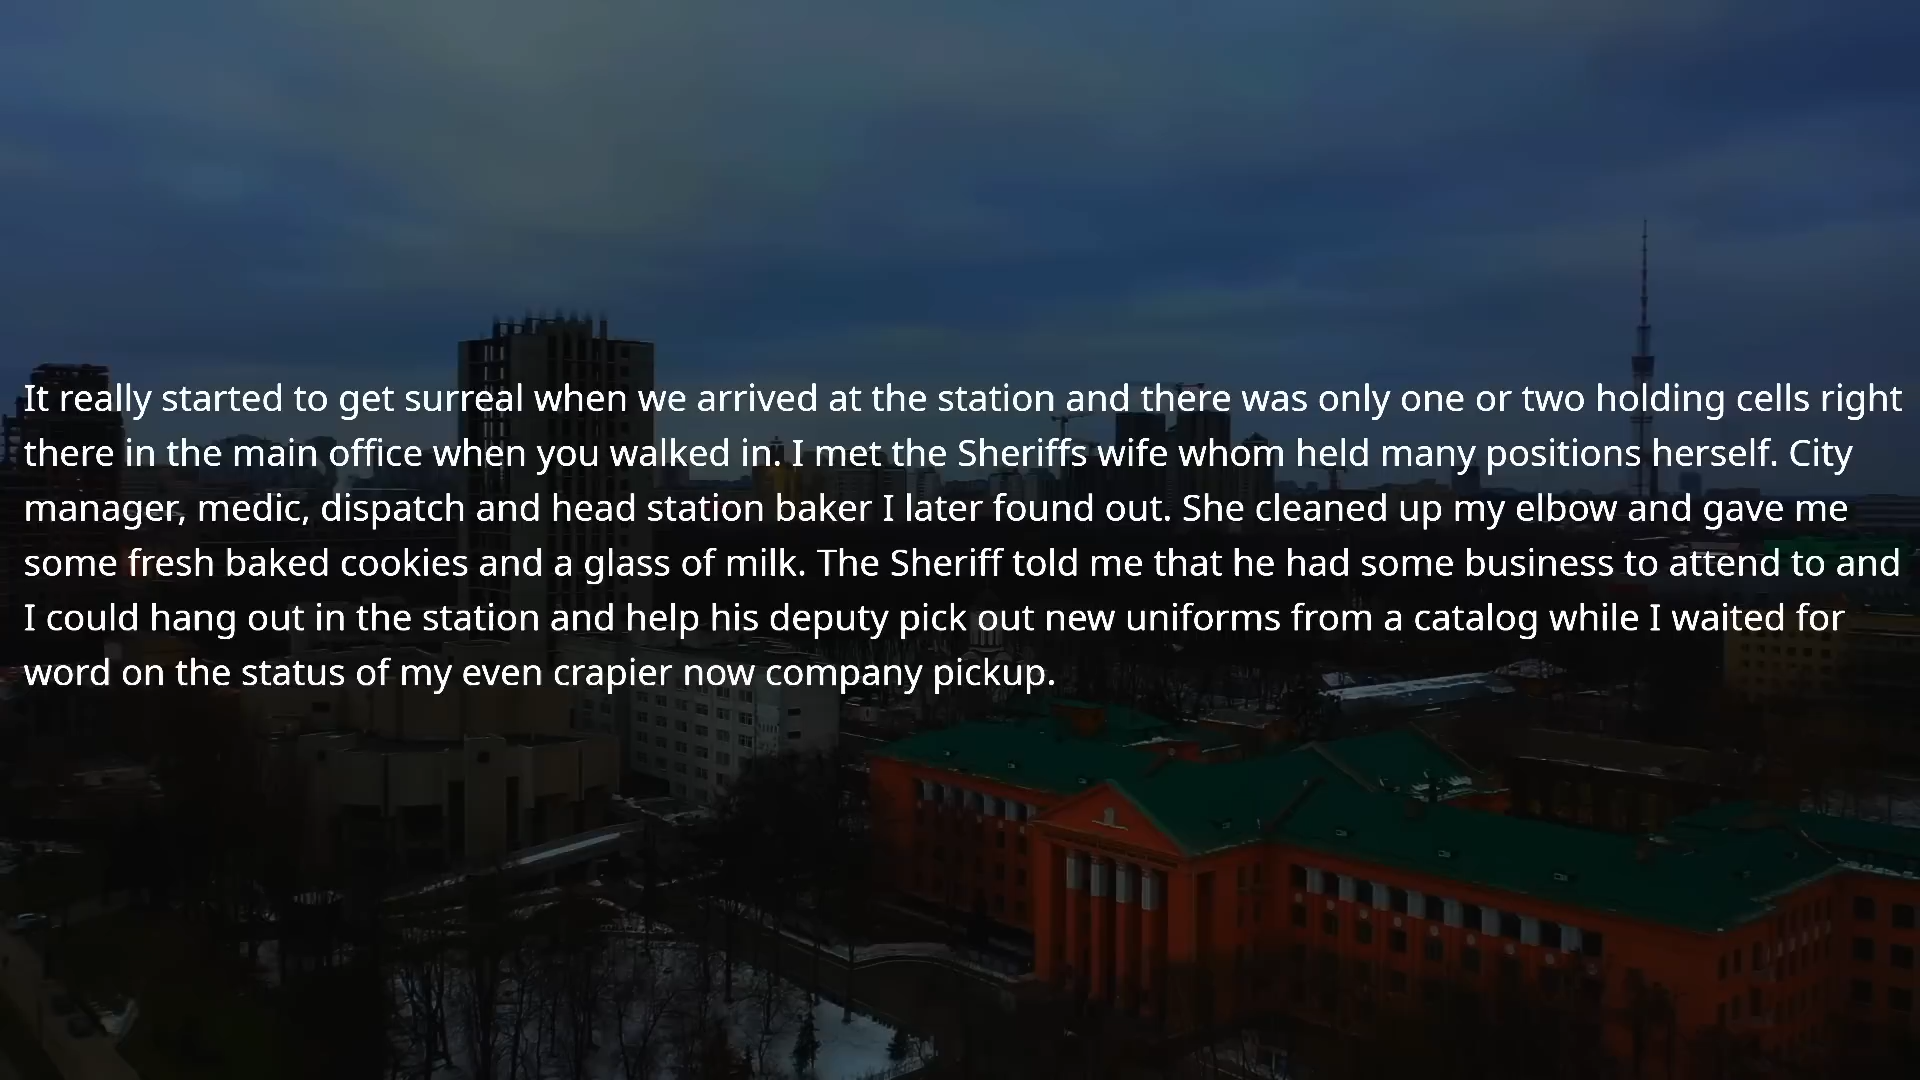 It really started to get surreal when we arrived at the station and there was only one or two holding cells right
there in the main office when you walked in. I met the Sheriffs wife whom held many positions herself. City
manager, medic, dispatch and head station baker I later found out. She cleaned up my elbow and gave me
some fresh baked cookies and a glass of milk. The Sheriff told me that he had some business to attend to and
I could hang out in the station and help his deputy pick out new uniforms from a catalog while I waited for
word on the status of my even crapier now company pickup.